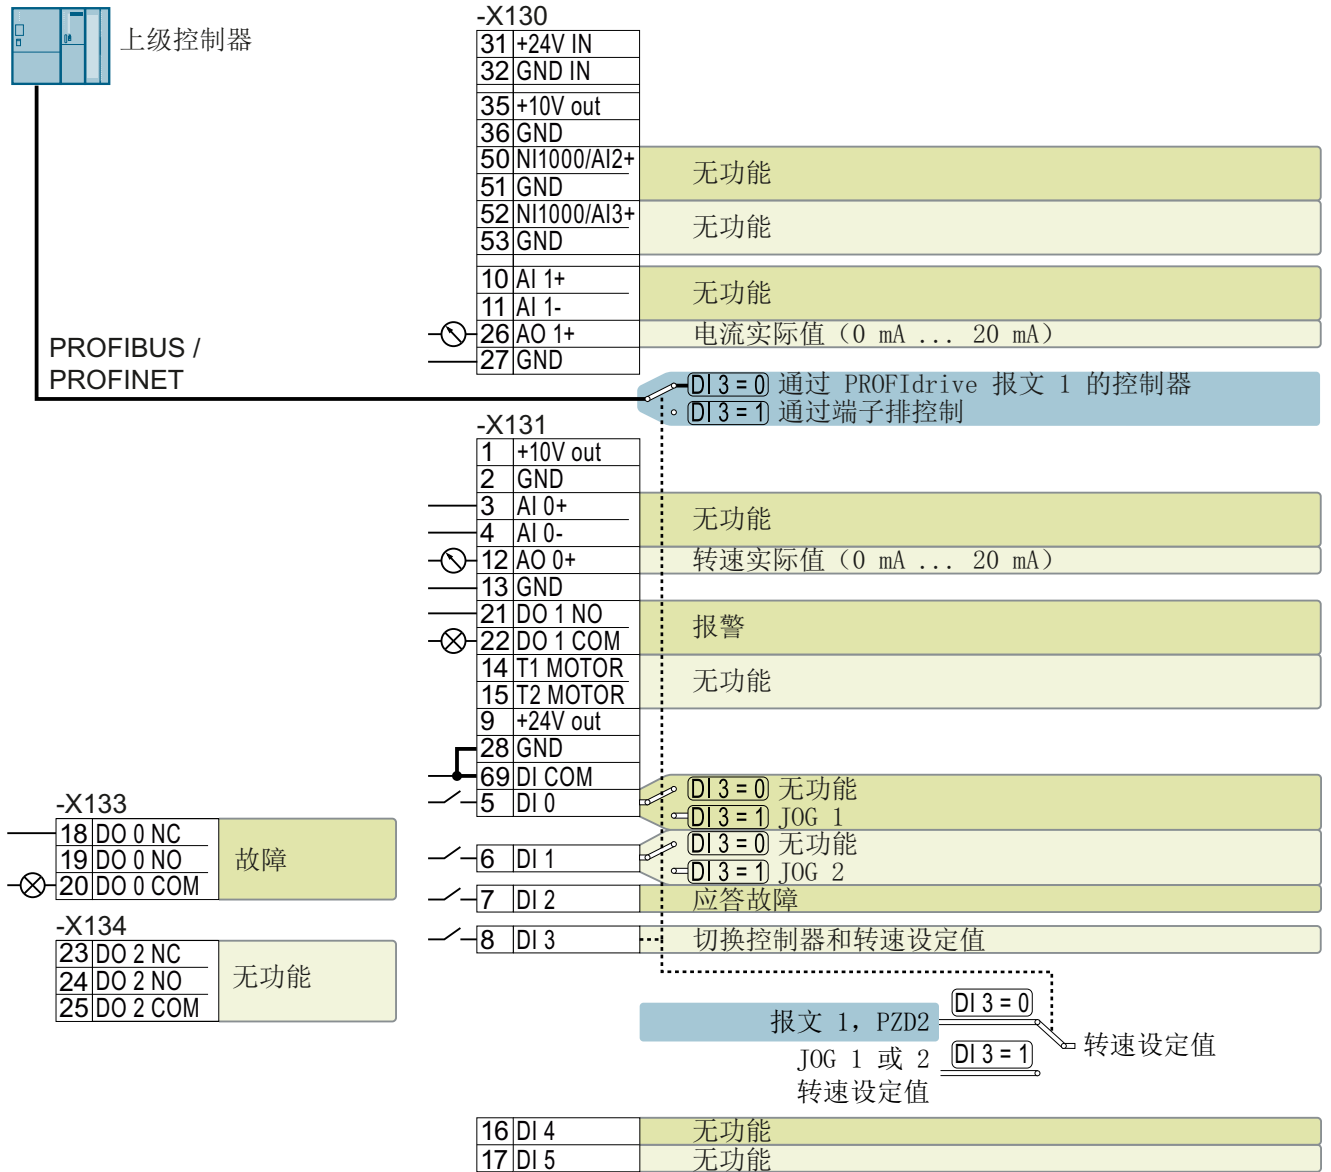 上级控制器
PROFIBUS /
PROFINET
-X130
31 +24V IN
32 GND IN
35 +10V out
36 GND
50 NI1000/AI2+
51 GND
无功能
52 NI1000/AI3+
53 GND
无功能
10 AI 1+
11 AI 1-
无功能
26 AO 1+ 电流实际值（0 mA ... 20 mA）
27 GND
DI 3 = 0 通过 PROFIdrive 报文 1 的控制器
DI 3 = 1 通过端子排控制
-X131
1 +10V out
2 GND
3 AI 0+
4 AI 0-
无功能
12 AO 0+ 转速实际值（0 mA ... 20 mA）
13 GND
21 DO 1 NO
22 DO 1 COM
报警
14 T1 MOTOR
15 T2 MOTOR
无功能
9 +24V out
28 GND
69 DI COM
5 DI 0
DI 3 = 0 无功能
DI 3 = 1 JOG 1
6 DI 1
DI 3 = 0 无功能
DI 3 = 1 JOG 2
7 DI 2 应答故障
8 DI 3 切换控制器和转速设定值
-X133
18 DO 0 NC
19 DO 0 NO
20 DO 0 COM
故障
-X134
23 DO 2 NC
24 DO 2 NO
25 DO 2 COM
无功能
报文 1, PZD2 DI 3 = 0
JOG 1 或 2 DI 3 = 1
转速设定值
转速设定值
16 DI 4 无功能
17 DI 5 无功能